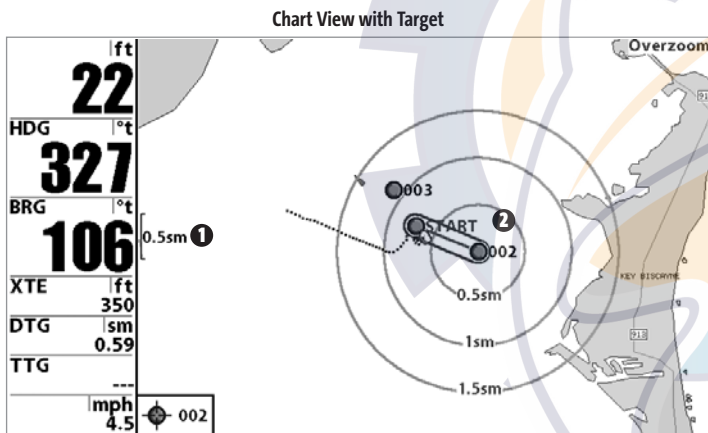 Chart View with Target
ft
22
HDG °t
327
BRG °t
106
XTE ft
350
DTG sm
0.59
TTG
---
mph
4.5
0.5sm 1
Overzoom
91
003
START 2
002
0.5sm
1sm
1.5sm
KEY BISCAYNE
913
002